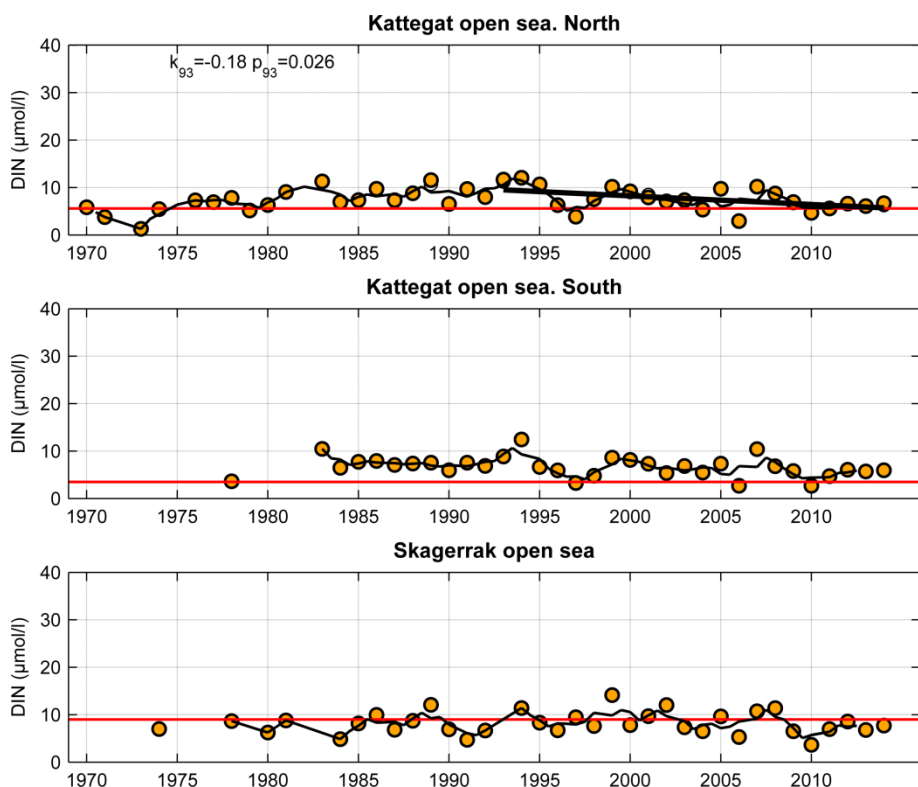 Kattegat open sea. North
k93=-0.18 p93=0.026
DIN (µmol/l)
40
30
20
10
0
1970 1975 1980 1985 1990 1995 2000 2005 2010
Kattegat open sea. South
DIN (µmol/l)
40
30
20
10
0
1970 1975 1980 1985 1990 1995 2000 2005 2010
Skagerrak open sea
DIN (µmol/l)
40
30
20
10
0
1970 1975 1980 1985 1990 1995 2000 2005 2010